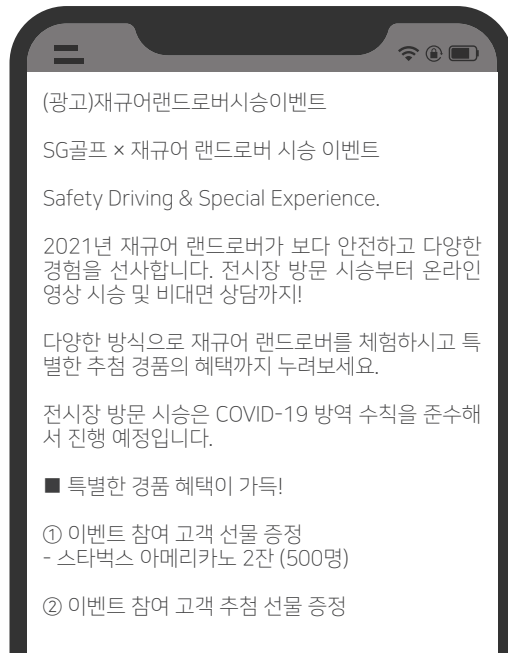 (광고)재규어랜드로버시승이벤트
SG골프 × 재규어 랜드로버 시승 이벤트
Safety Driving & Special Experience.
2021년 재규어 랜드로버가 보다 안전하고 다양한
경험을 선사합니다. 전시장 방문 시승부터 온라인
영상 시승 및 비대면 상담까지!
다양한 방식으로 재규어 랜드로버를 체험하시고 특
별한 추첨 경품의 혜택까지 누려보세요.
전시장 방문 시승은 COVID-19 방역 수칙을 준수해
서 진행 예정입니다.
■ 특별한 경품 혜택이 가득!
① 이벤트 참여 고객 선물 증정
- 스타벅스 아메리카노 2잔 (500명)
② 이벤트 참여 고객 추첨 선물 증정